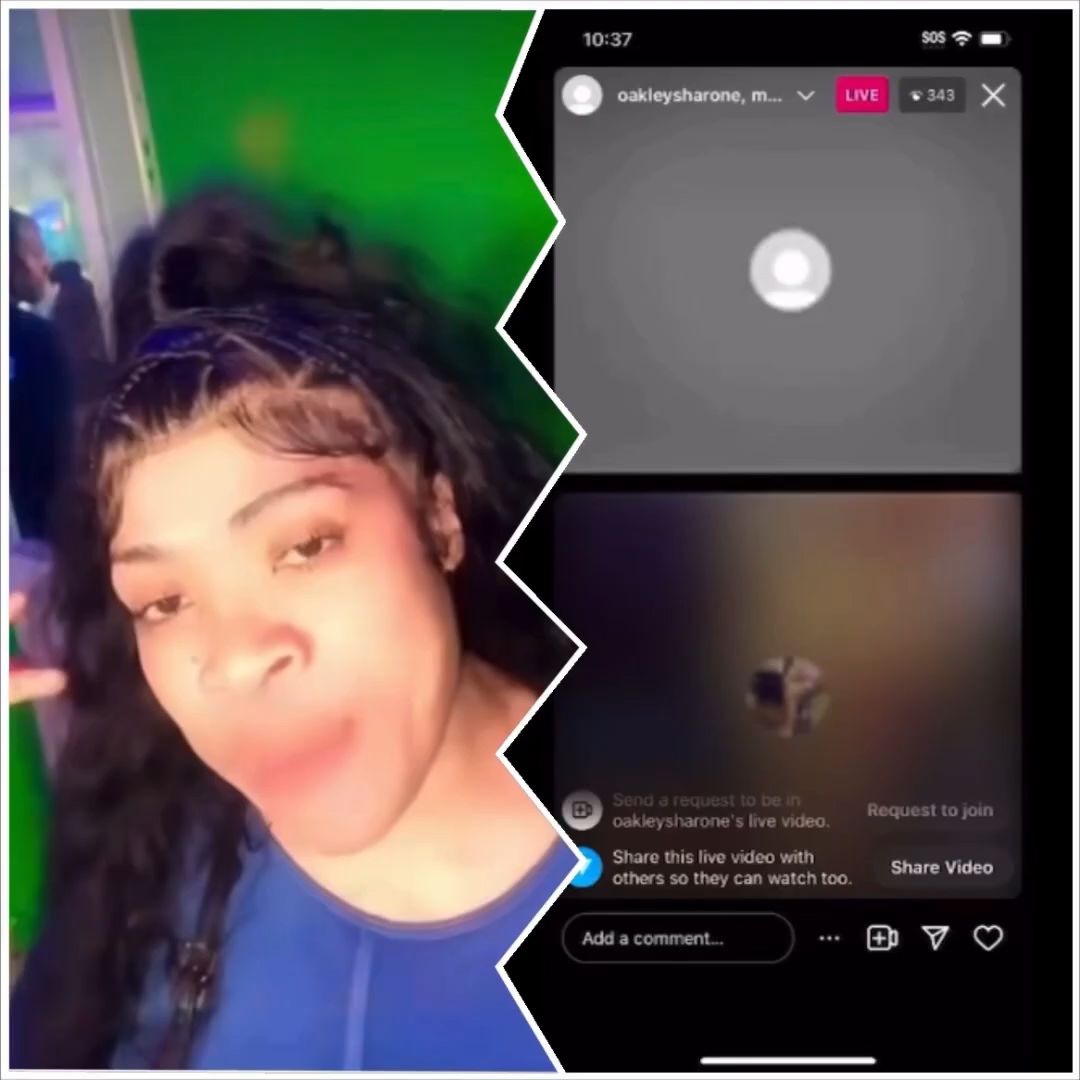 10:37
SOS
oakleysharone, m...
LIVE
343
Send a request to be in
oakleysharone's live video.
Request to join
Share this live video with
others so they can watch too.
Share Video
Add a comment...